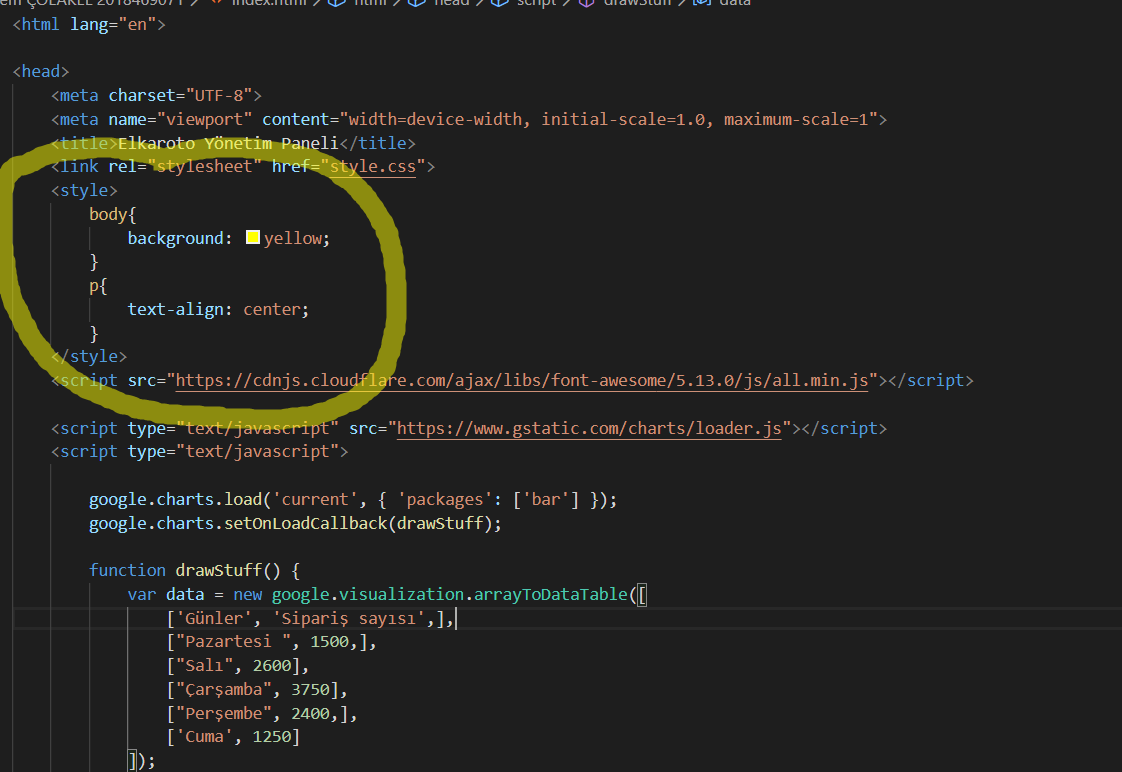 ÇOLAKEL 2018469071 > index.html > html > head > script > drawStuff > data
<html lang="en">
<head>
<meta charset="UTF-8">
<meta name="viewport" content="width=device-width, initial-scale=1.0, maximum-scale=1">
<title>Elkaroto Yönetim Paneli</title>
<link rel="stylesheet" href="style.css">
<style>
body{
background: yellow;
}
p{
text-align: center;
}
</style>
<script src="https://cdnjs.cloudflare.com/ajax/libs/font-awesome/5.13.0/js/all.min.js"></script>
<script type="text/javascript" src="https://www.gstatic.com/charts/loader.js"></script>
<script type="text/javascript">
google.charts.load('current', { 'packages': ['bar'] });
google.charts.setOnLoadCallback(drawStuff);
function drawStuff() {
var data = new google.visualization.arrayToDataTable([
['Günler', 'Sipariş sayısı',],
["Pazartesi ", 1500,],
["Salı", 2600],
["Çarşamba", 3750],
["Perşembe", 2400,],
['Cuma', 1250]
]);